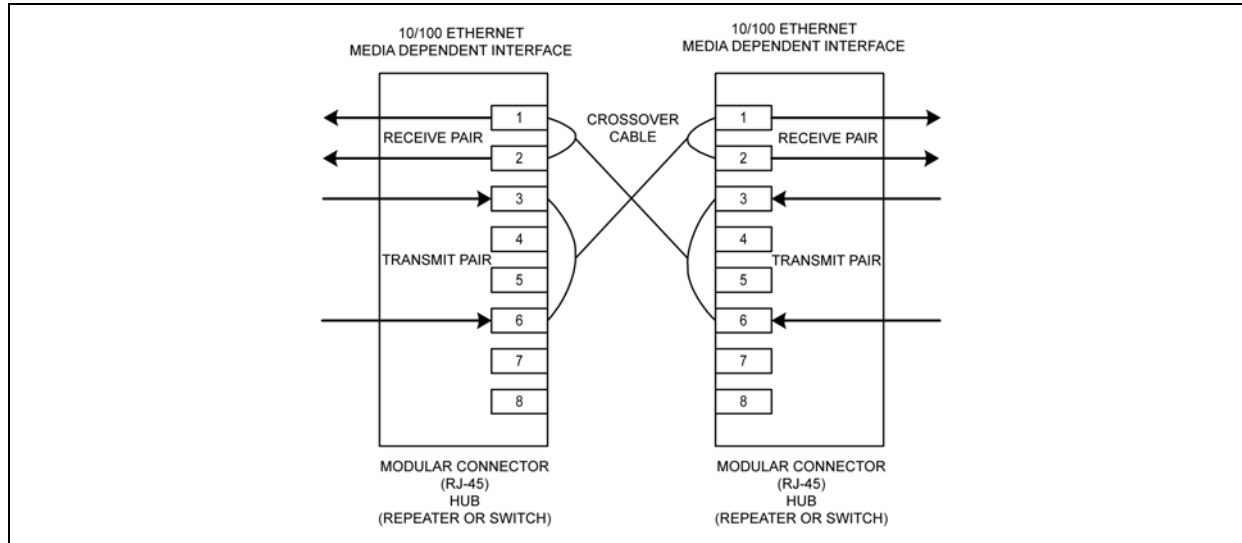 10/100 ETHERNET
MEDIA DEPENDENT INTERFACE
10/100 ETHERNET
MEDIA DEPENDENT INTERFACE
1
RECEIVE PAIR
2
3
4
TRANSMIT PAIR
5
6
7
8
CROSSOVER
CABLE
1
RECEIVE PAIR
2
3
4
TRANSMIT PAIR
5
6
7
8
MODULAR CONNECTOR
(RJ-45)
HUB
(REPEATER OR SWITCH)
MODULAR CONNECTOR
(RJ-45)
HUB
(REPEATER OR SWITCH)